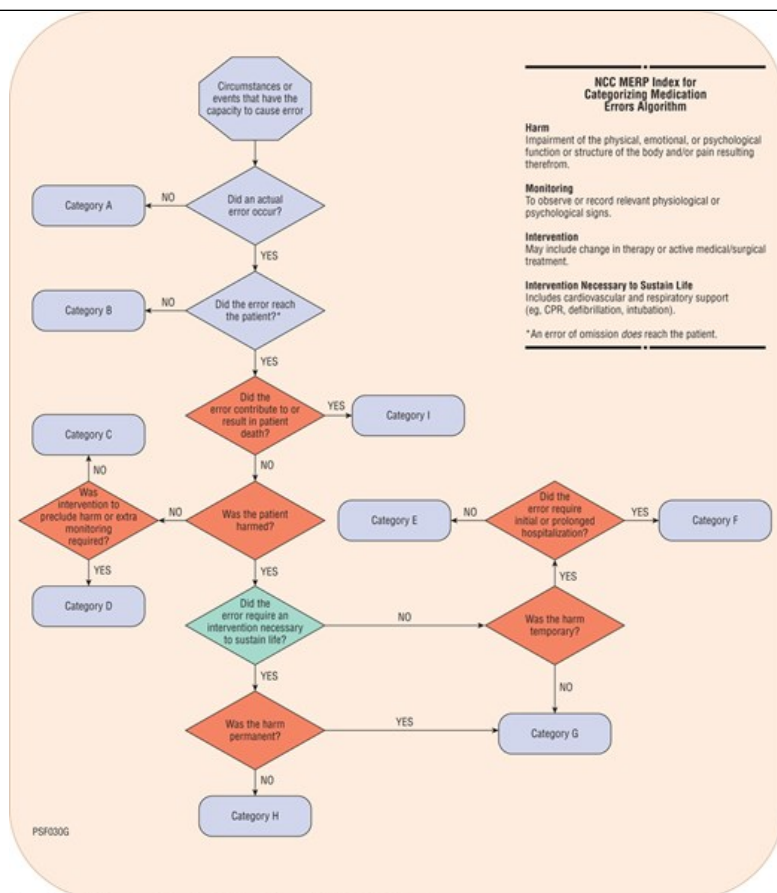 Circumstances or
events that have the
capacity to cause error
NCC MERP Index for
Categorizing Medication
Errors Algorithm
Harm
Impairment of the physical, emotional, or psychological
function or structure of the body and/or pain resulting
therefrom.
Monitoring
To observe or record relevant physiological or
psychological signs.
Intervention
May include change in therapy or active medical/surgical
treatment.
Intervention Necessary to Sustain Life
Includes cardiovascular and respiratory support
(eg, CPR, defibrillation, intubation).
*An error of omission does reach the patient.
Did an actual
error occur?
NO
Category A
YES
Did the error reach
the patient?*
NO
Category B
YES
Did the
error contribute to or
result in patient
death?
YES
Category I
NO
Was the patient
harmed?
NO
Was
intervention to
preclude harm or extra
monitoring
required?
NO
Category C
YES
Category D
YES
Did the
error require an
intervention necessary
to sustain life?
NO
Was the harm
temporary?
YES
Did the
error require
initial or prolonged
hospitalization?
NO
Category E
YES
Category F
NO
Category G
YES
Was the harm
permanent?
YES
NO
Category H
PSF030G